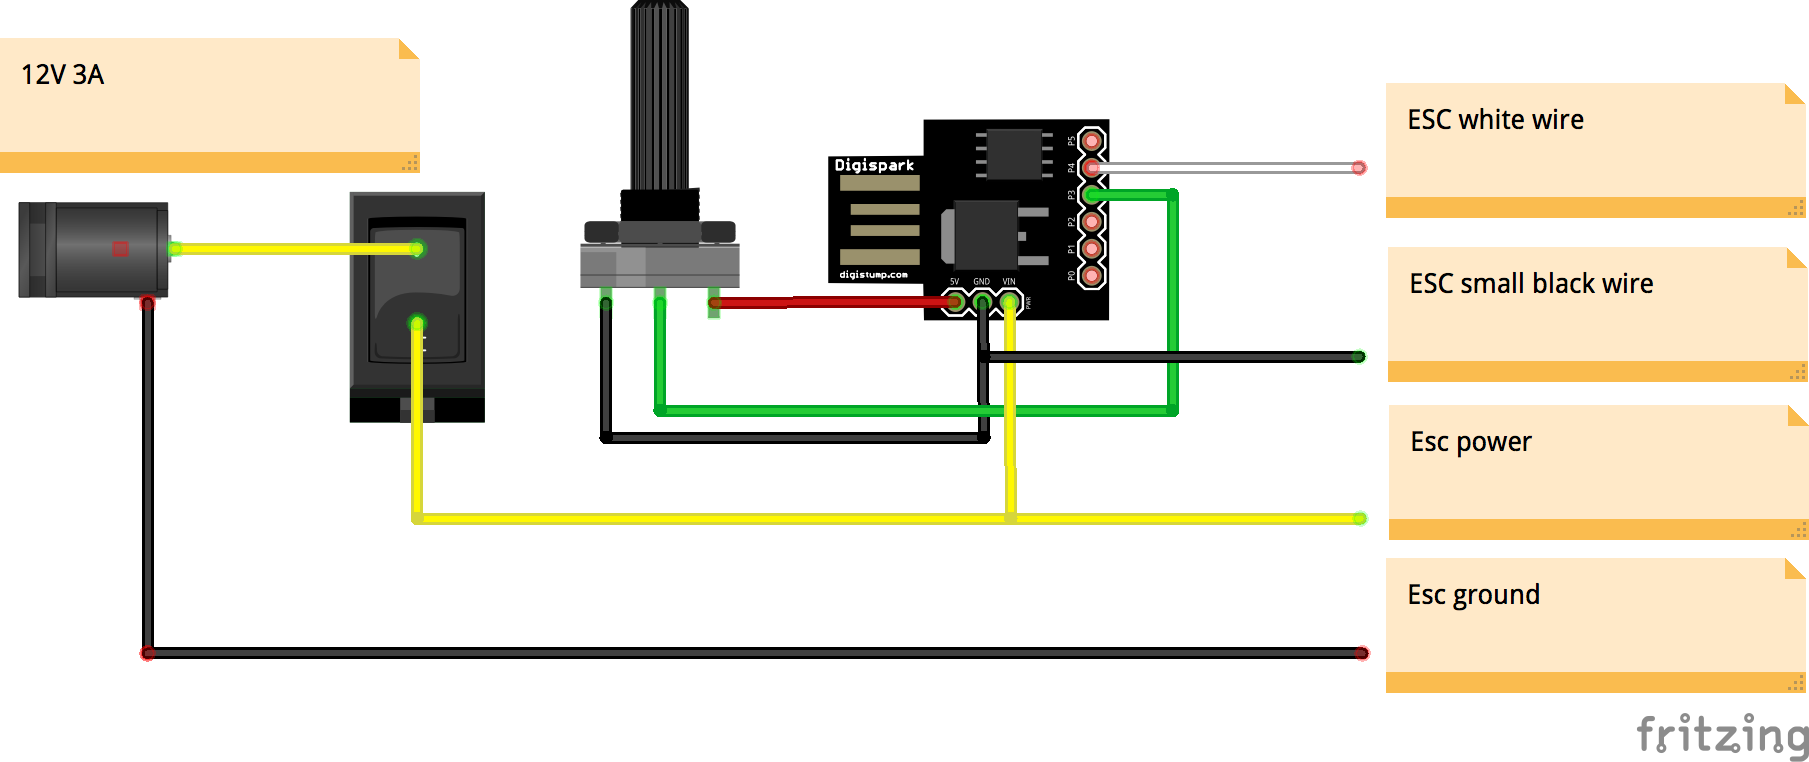 12V 3A
ESC white wire
Digispark
digistump.com
P5
P4
P3
P2
P1
P0
5V GND VIN
PWR
ESC small black wire
Esc power
Esc ground
fritzing